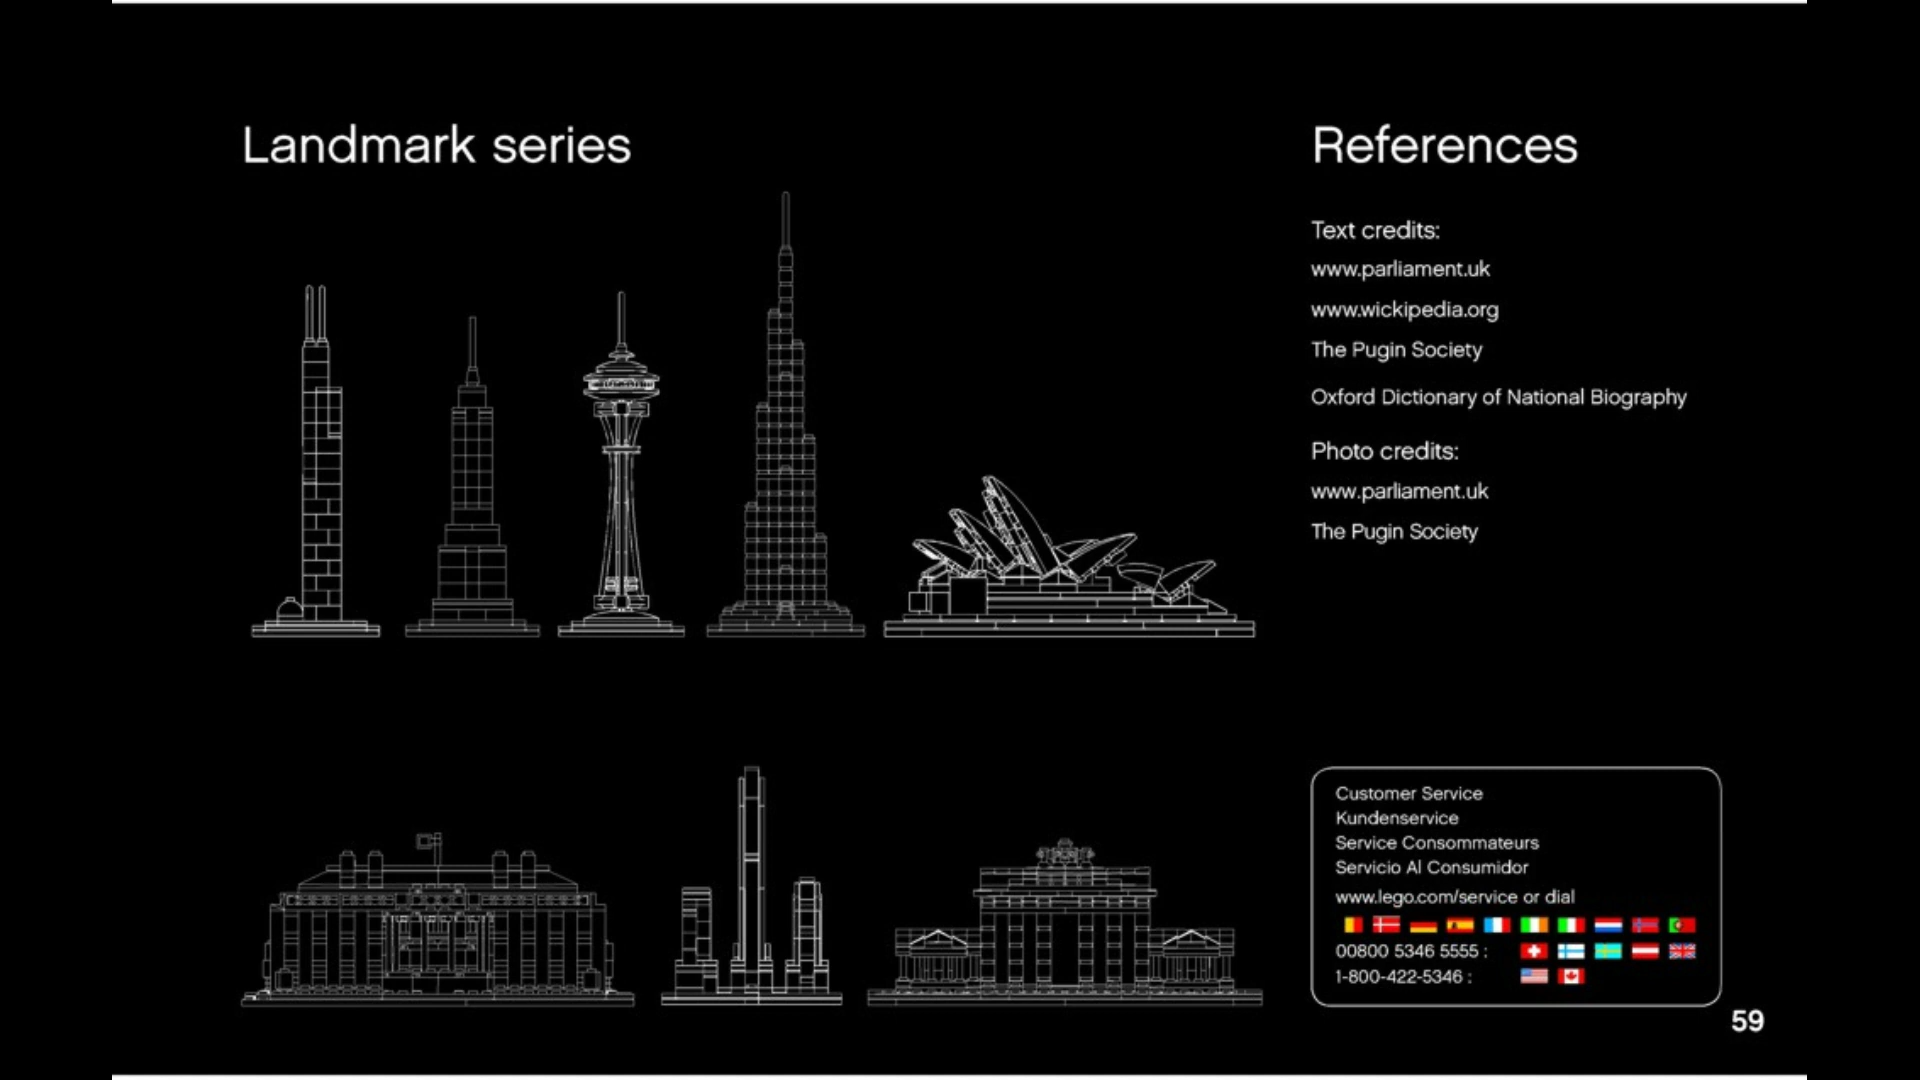 Landmark series
References
Text credits:
www.parliament.uk
www.wickipedia.org
The Pugin Society
Oxford Dictionary of National Biography
Photo credits:
www.parliament.uk
The Pugin Society
Customer Service
Kundenservice
Service Consommateurs
Servicio Al Consumidor
www.lego.com/service or dial
00800 5346 5555 :
1-800-422-5346 :
59